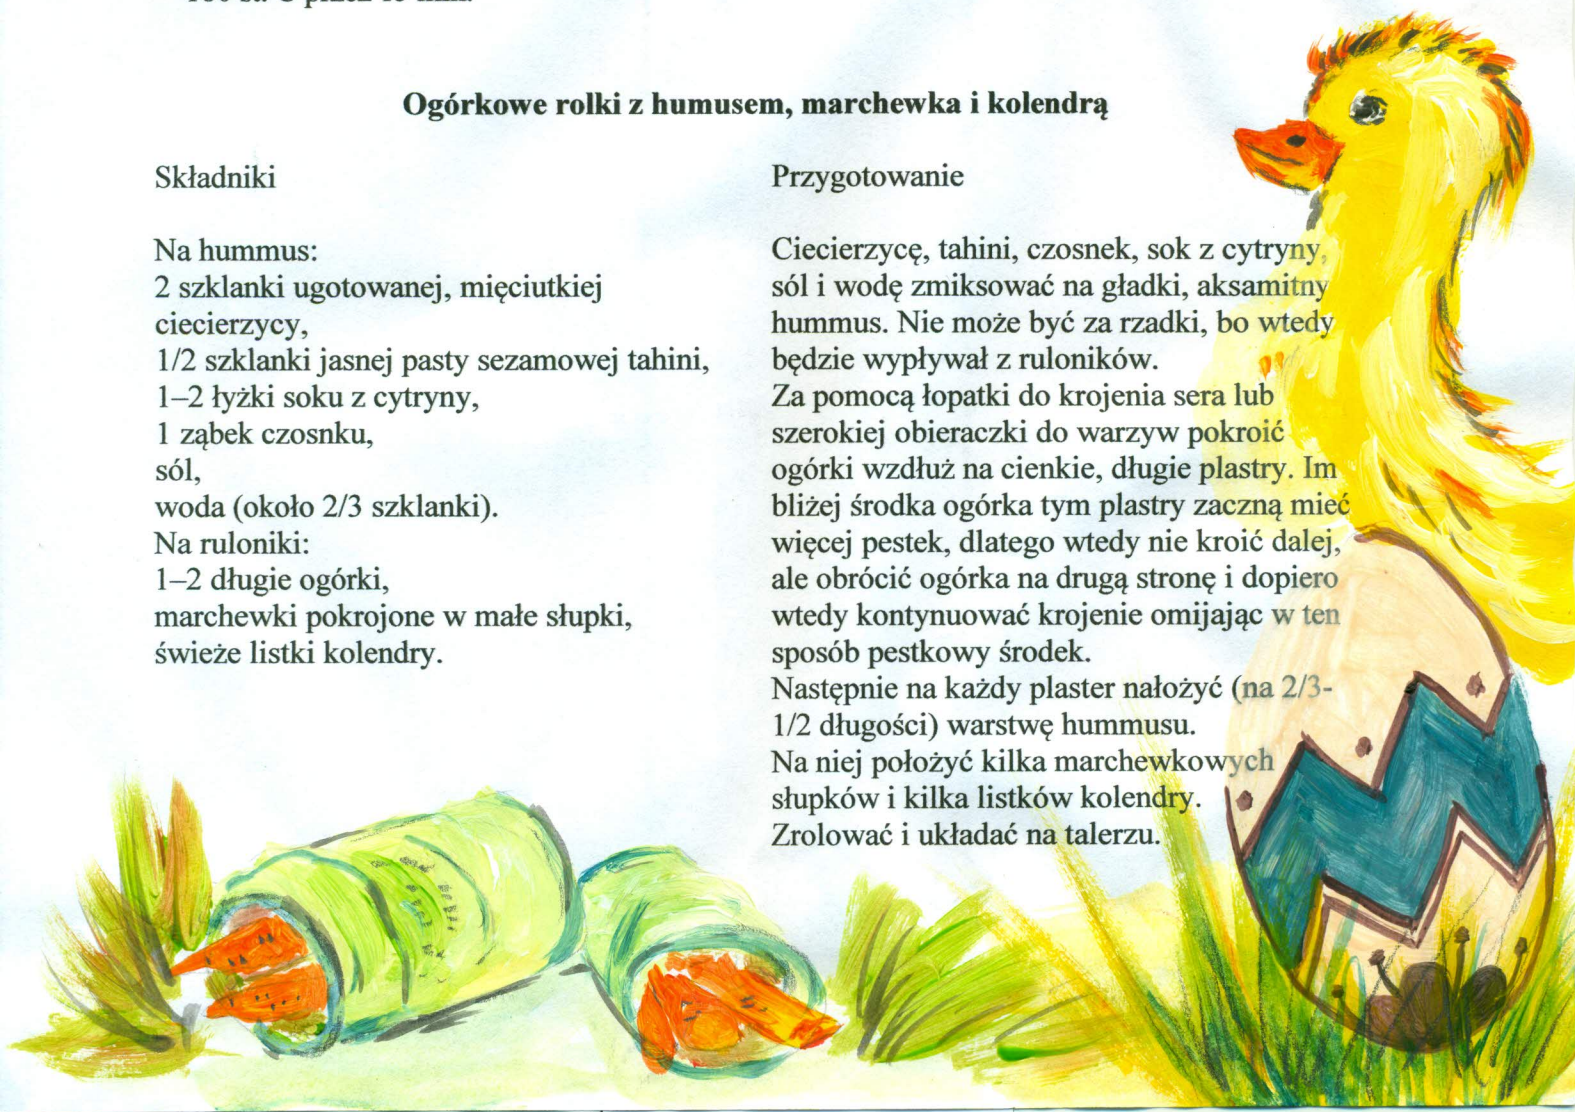 Ogórkowe rolki z humusem, marchewka i kolendrą
Składniki
Na hummus:
2 szklanki ugotowanej, mięciutkiej
ciecierzycy,
1/2 szklanki jasnej pasty sezamowej tahini,
1–2 łyżki soku z cytryny,
1 ząbek czosnku,
sól,
woda (około 2/3 szklanki).
Na ruloniki:
1–2 długie ogórki,
marchewki pokrojone w małe słupki,
świeże listki kolendry.
Przygotowanie
Ciecierzycę, tahini, czosnek, sok z cytryny,
sól i wodę zmiksować na gładki, aksamitny
hummus. Nie może być za rzadki, bo wtedy
będzie wypływał z ruloników.
Za pomocą łopatki do krojenia sera lub
szerokiej obieraczki do warzyw pokroić
ogórki wzdłuż na cienkie, długie plastry. Im
bliżej środka ogórka tym plastry zaczną mieć
więcej pestek, dlatego wtedy nie kroić dalej,
ale obrócić ogórka na drugą stronę i dopiero
wtedy kontynuować krojenie omijając w ten
sposób pestkowy środek.
Następnie na każdy plaster nałożyć (na 2/3-
1/2 długości) warstwę hummusu.
Na niej położyć kilka marchewkowych
słupków i kilka listków kolendry.
Zrolować i układać na talerzu.